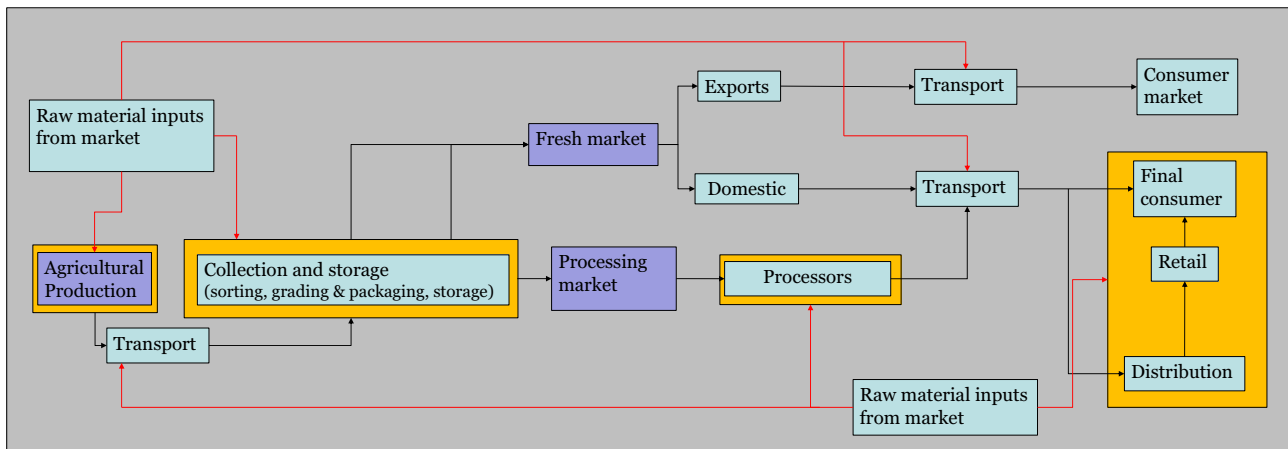 Exports
Transport
Consumer
market
Raw material inputs
from market
Fresh market
Domestic
Transport
Final
consumer
Agricultural
Production
Collection and storage
(sorting, grading & packaging, storage)
Processing
market
Processors
Retail
Transport
Distribution
Raw material inputs
from market